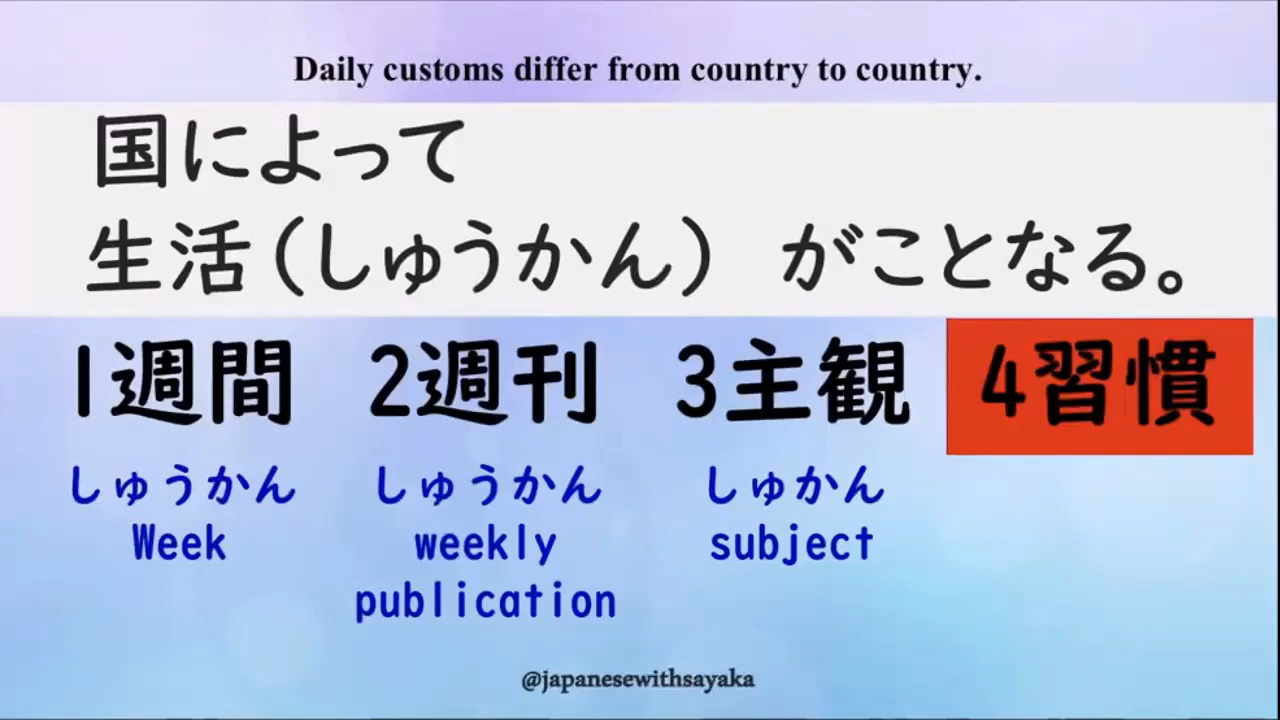 Daily customs differ from country to country.
国によって
生活(しゅうかん) がことなる。
1週間 2週刊 3主観 4習慣
しゅうかん しゅうかん しゅかん
Week weekly subject
publication
@japanesewithsayaka